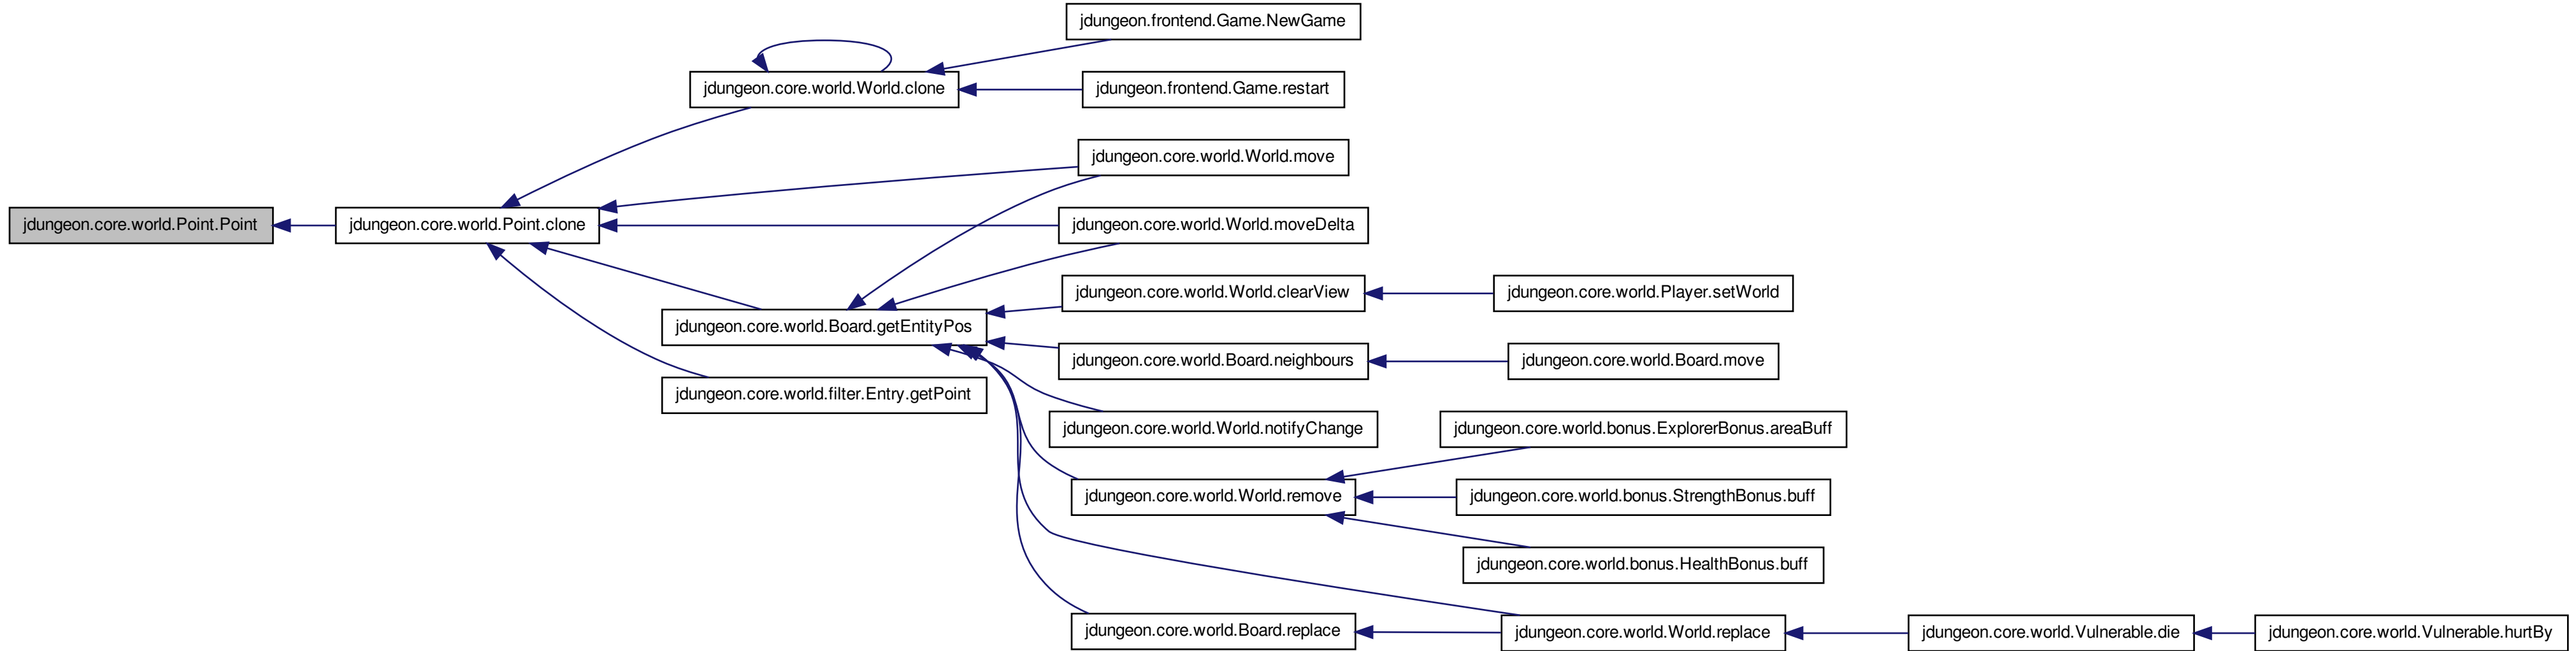 jdungeon.frontend.Game.NewGame
jdungeon.core.world.World.clone
jdungeon.frontend.Game.restart
jdungeon.core.world.World.move
jdungeon.core.world.Point.Point
jdungeon.core.world.Point.clone
jdungeon.core.world.World.moveDelta
jdungeon.core.world.World.clearView
jdungeon.core.world.Player.setWorld
jdungeon.core.world.Board.getEntityPos
jdungeon.core.world.Board.neighbours
jdungeon.core.world.Board.move
jdungeon.core.world.filter.Entry.getPoint
jdungeon.core.world.World.notifyChange
jdungeon.core.world.bonus.ExplorerBonus.areaBuff
jdungeon.core.world.World.remove
jdungeon.core.world.bonus.StrengthBonus.buff
jdungeon.core.world.bonus.HealthBonus.buff
jdungeon.core.world.Board.replace
jdungeon.core.world.World.replace
jdungeon.core.world.Vulnerable.die
jdungeon.core.world.Vulnerable.hurtBy